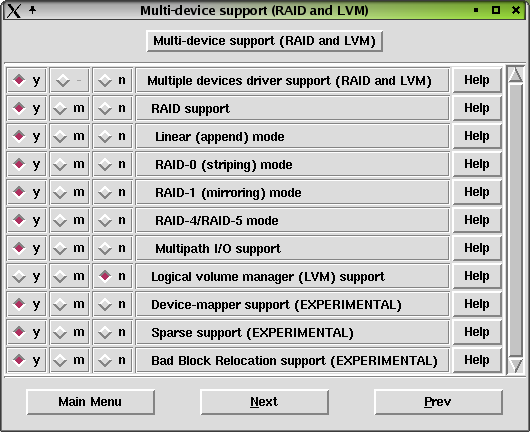 Multi-device support (RAID and LVM)
Multi-device support (RAID and LVM)
y - n Multiple devices driver support (RAID and LVM) Help
y m n RAID support Help
y m n Linear (append) mode Help
y m n RAID-0 (striping) mode Help
y m n RAID-1 (mirroring) mode Help
y m n RAID-4/RAID-5 mode Help
y m n Multipath I/O support Help
y m n Logical volume manager (LVM) support Help
y m n Device-mapper support (EXPERIMENTAL) Help
y m n Sparse support (EXPERIMENTAL) Help
y m n Bad Block Relocation support (EXPERIMENTAL) Help
Main Menu Next Prev